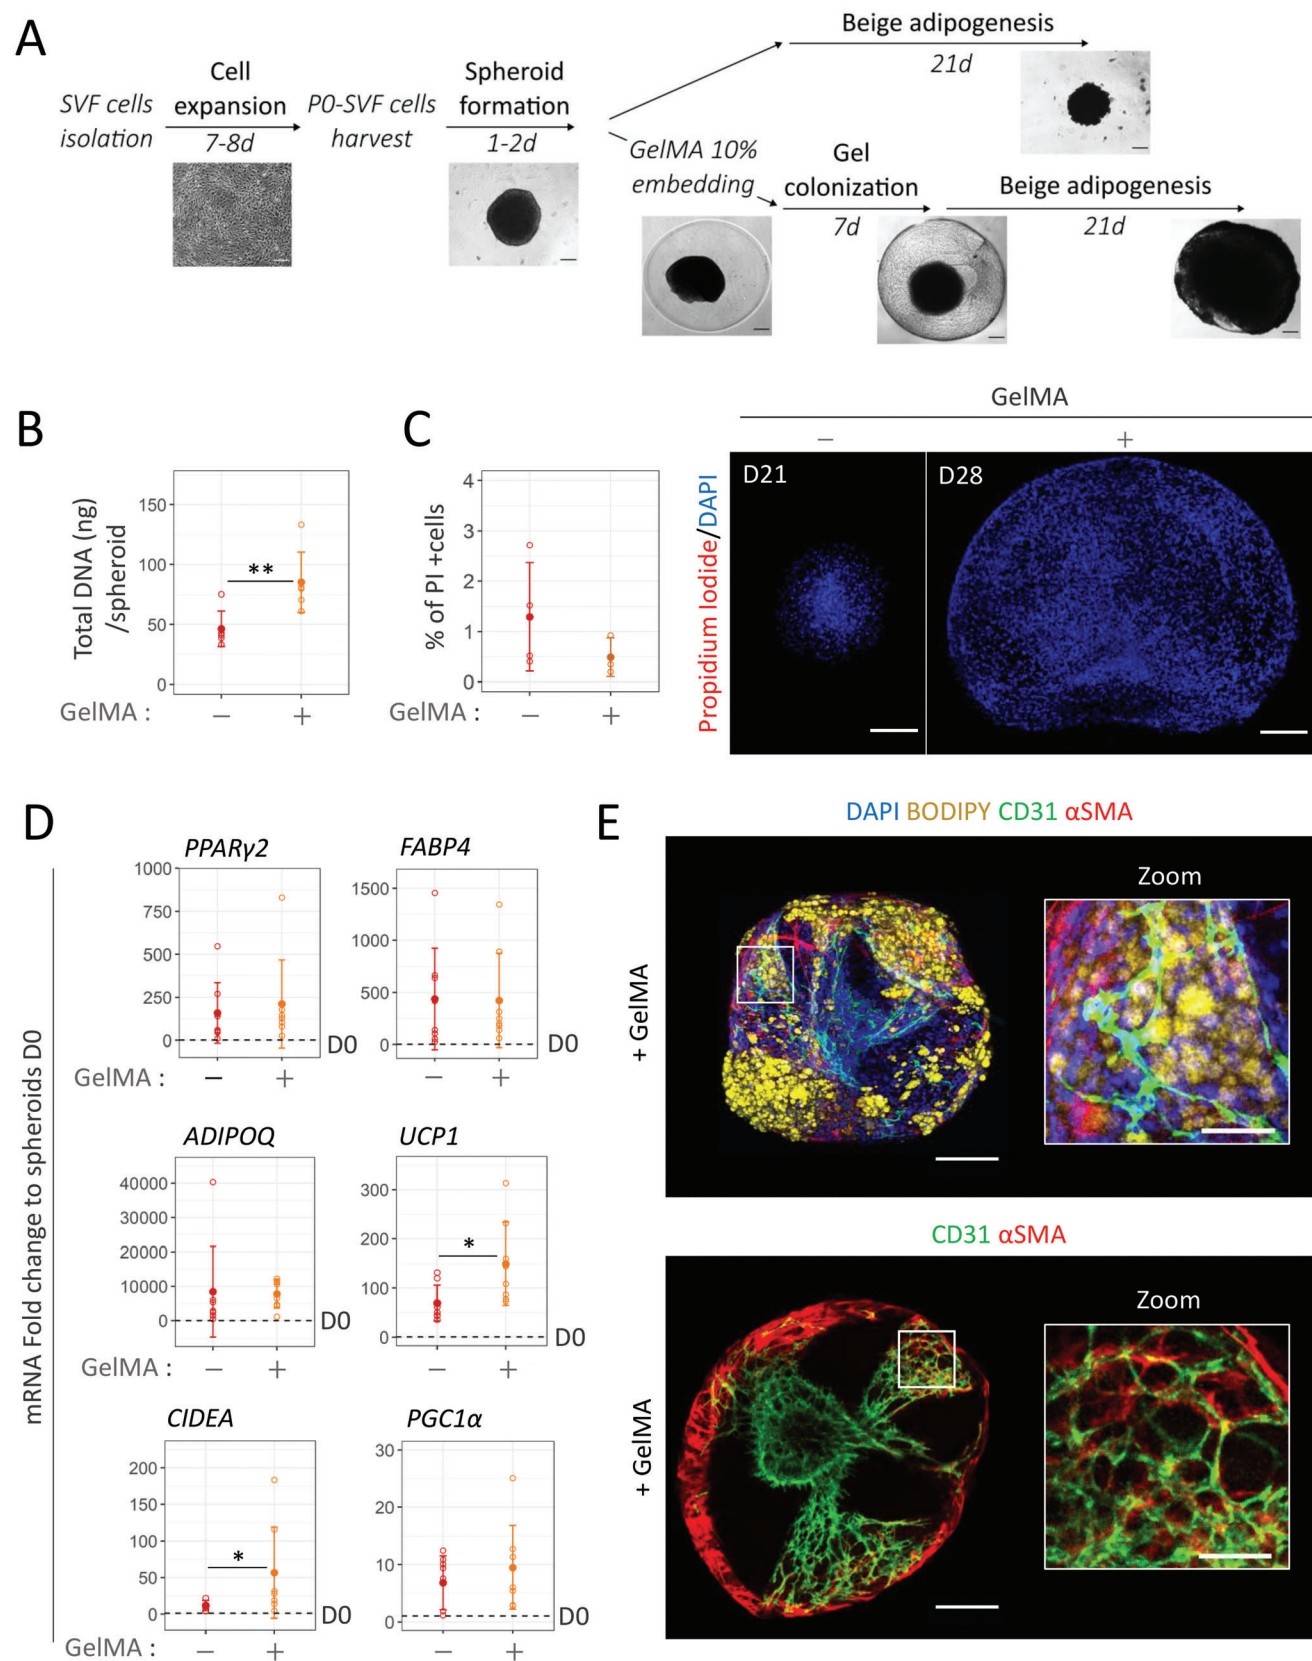 A
SVF cells
isolation
Cell
expansion
7-8d
P0-SVF cells
harvest
Spheroid
formation
1-2d
Beige adipogenesis
21d
GelMA 10%
embedding
Gel
colonization
7d
Beige adipogenesis
21d
B
Total DNA (ng)
/spheroid
150
100
50
0
**
GelMA :
−
+
C
% of PI +cells
4
3
2
1
0
GelMA :
−
+
GelMA
−
+
Propidium Iodide/DAPI
D21
D28
D
mRNA Fold change to spheroids D0
PPARγ2
1000
750
500
250
0
D0
GelMA :
−
+
FABP4
1500
1000
500
0
D0
−
+
ADIPOQ
40000
30000
20000
10000
0
D0
GelMA :
−
+
UCP1
300
200
100
0
*
D0
−
+
CIDEA
200
150
100
50
0
*
D0
GelMA :
−
+
PGC1α
30
20
10
0
D0
−
+
E
DAPI BODIPY CD31 αSMA
+ GelMA
Zoom
CD31 αSMA
+ GelMA
Zoom